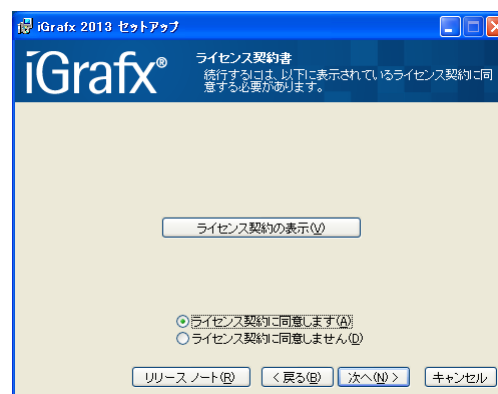 iGrafx 2013 セットアップ
iGrafx®
ライセンス契約書
続行するには、以下に表示されているライセンス契約に同
意する必要があります。
ライセンス契約の表示(V)
ライセンス契約に同意します(A)
ライセンス契約に同意しません(D)
リリース ノート(R) < 戻る(B) 次へ(N) > キャンセル